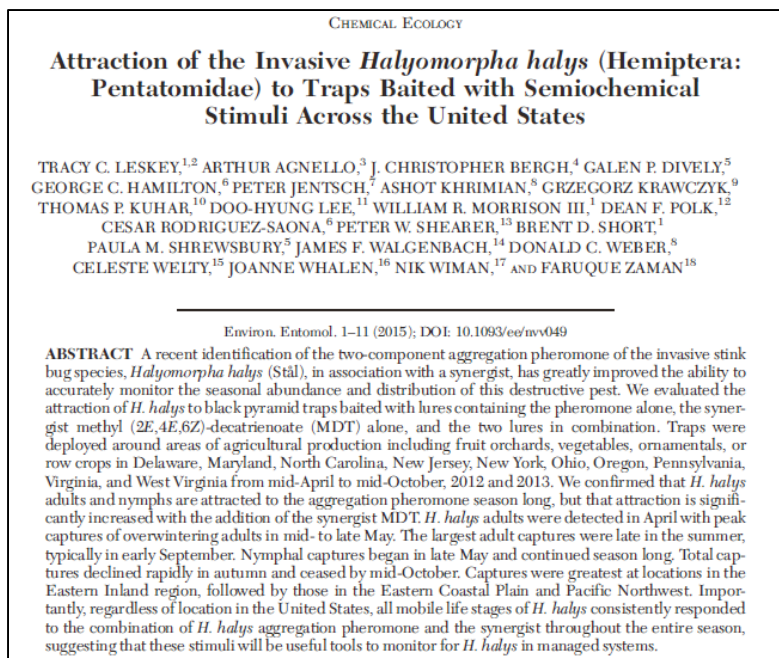 CHEMICAL ECOLOGY
Attraction of the Invasive Halyomorpha halys (Hemiptera:
Pentatomidae) to Traps Baited with Semiochemical
Stimuli Across the United States
TRACY C. LESKEY,1,2 ARTHUR AGNELLO,3 J. CHRISTOPHER BERGH,4 GALEN P. DIVELY,5
GEORGE C. HAMILTON,6 PETER JENTSCH,7 ASHOT KHRIMIAN,8 GRZEGORZ KRAWCZYK,9
THOMAS P. KUHAR,10 DOO-HYUNG LEE,11 WILLIAM R. MORRISON III,1 DEAN F. POLK,12
CESAR RODRIGUEZ-SAONA,6 PETER W. SHEARER,13 BRENT D. SHORT,1
PAULA M. SHREWSBURY,5 JAMES F. WALGENBACH,14 DONALD C. WEBER,8
CELESTE WELTY,15 JOANNE WHALEN,16 NIK WIMAN,17 AND FARUQUE ZAMAN18
Environ. Entomol. 1–11 (2015); DOI: 10.1093/ee/nvv049
ABSTRACT A recent identification of the two-component aggregation pheromone of the invasive stink
bug species, Halyomorpha halys (Stål), in association with a synergist, has greatly improved the ability to
accurately monitor the seasonal abundance and distribution of this destructive pest. We evaluated the
attraction of H. halys to black pyramid traps baited with lures containing the pheromone alone, the syner-
gist methyl (2E,4E,6Z)-decatrienoate (MDT) alone, and the two lures in combination. Traps were
deployed around areas of agricultural production including fruit orchards, vegetables, ornamentals, or
row crops in Delaware, Maryland, North Carolina, New Jersey, New York, Ohio, Oregon, Pennsylvania,
Virginia, and West Virginia from mid-April to mid-October, 2012 and 2013. We confirmed that H. halys
adults and nymphs are attracted to the aggregation pheromone season long, but that attraction is signifi-
cantly increased with the addition of the synergist MDT. H. halys adults were detected in April with peak
captures of overwintering adults in mid- to late May. The largest adult captures were late in the summer,
typically in early September. Nymphal captures began in late May and continued season long. Total cap-
tures declined rapidly in autumn and ceased by mid-October. Captures were greatest at locations in the
Eastern Inland region, followed by those in the Eastern Coastal Plain and Pacific Northwest. Impor-
tantly, regardless of location in the United States, all mobile life stages of H. halys consistently responded
to the combination of H. halys aggregation pheromone and the synergist throughout the entire season,
suggesting that these stimuli will be useful tools to monitor for H. halys in managed systems.